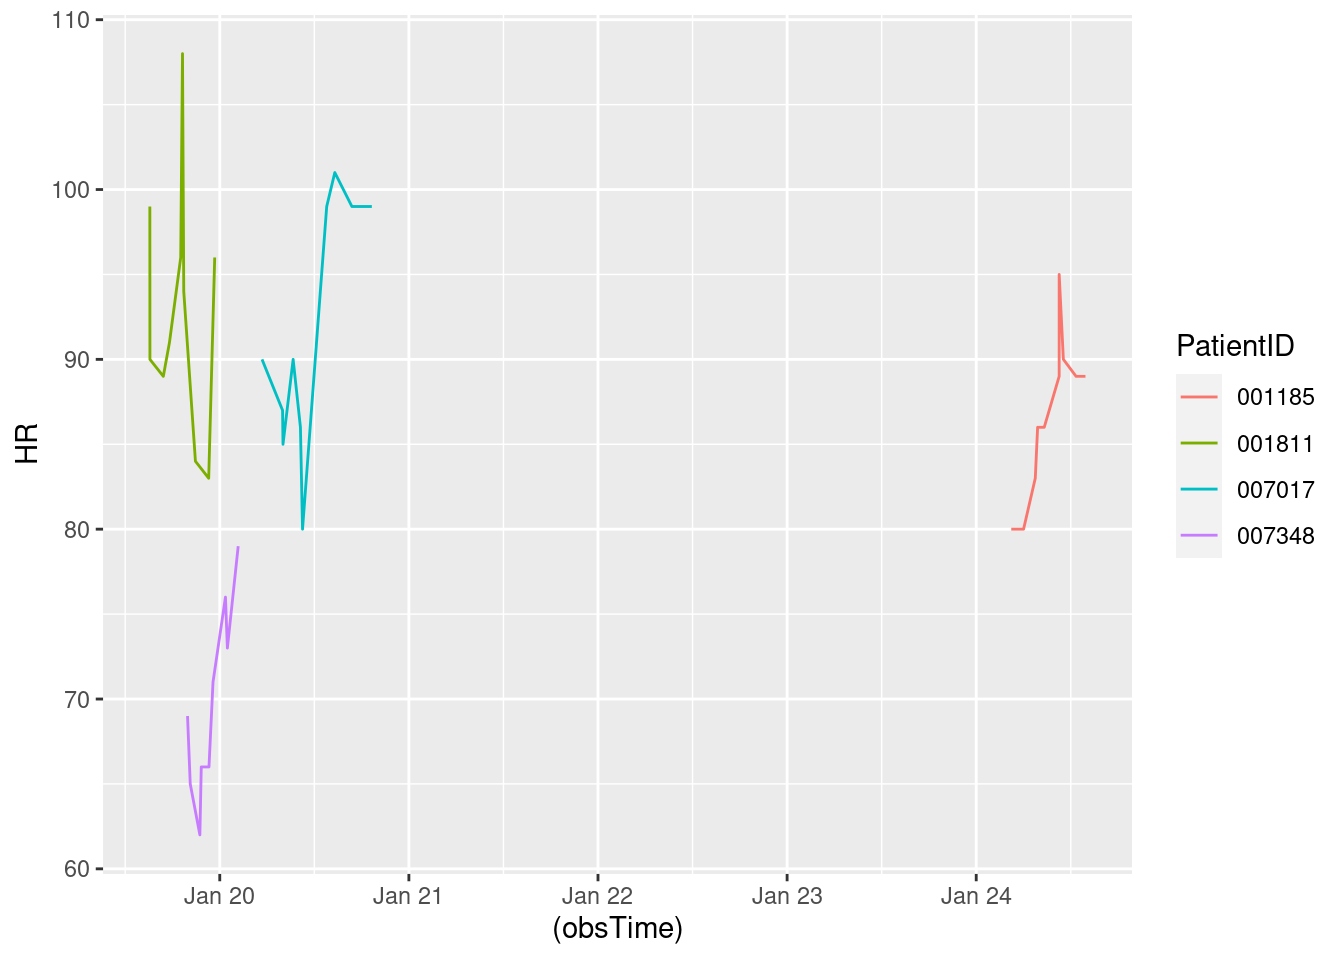 110
100
90
80
70
60
HR
Jan 20
Jan 21
Jan 22
Jan 23
Jan 24
(obsTime)
PatientID
001185
001811
007017
007348